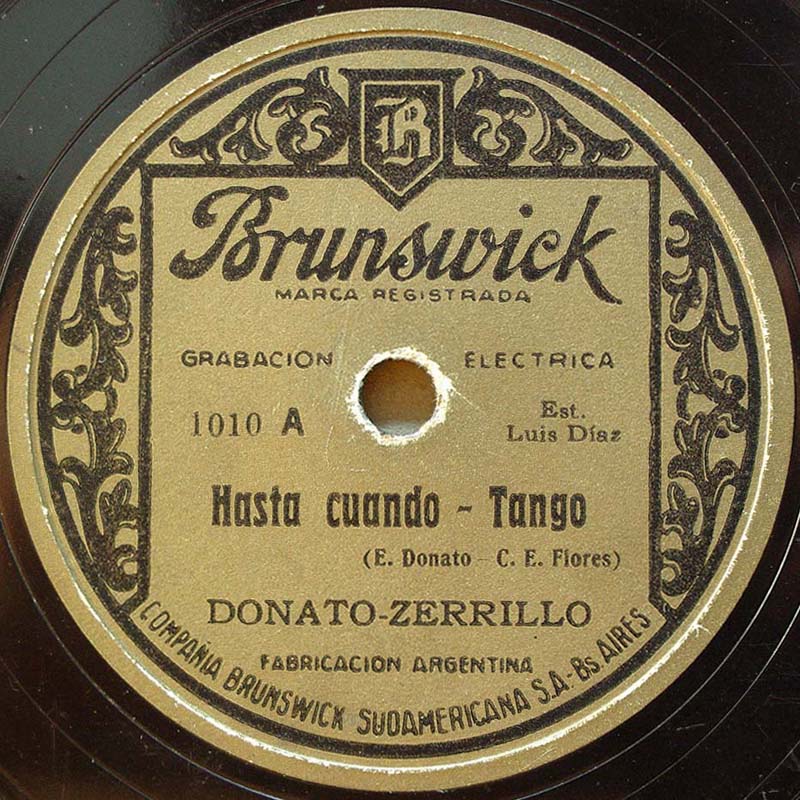 B
Brunswick
MARCA REGISTRADA
GRABACION ELECTRICA
1010 A
Est.
Luis Díaz
Hasta cuando - Tango
(E. Donato - C. E. Flores)
DONATO-ZERRILLO
FABRICACION ARGENTINA
COMPAÑIA BRUNSWICK SUDAMERICANA S.A.-Bs AIRES